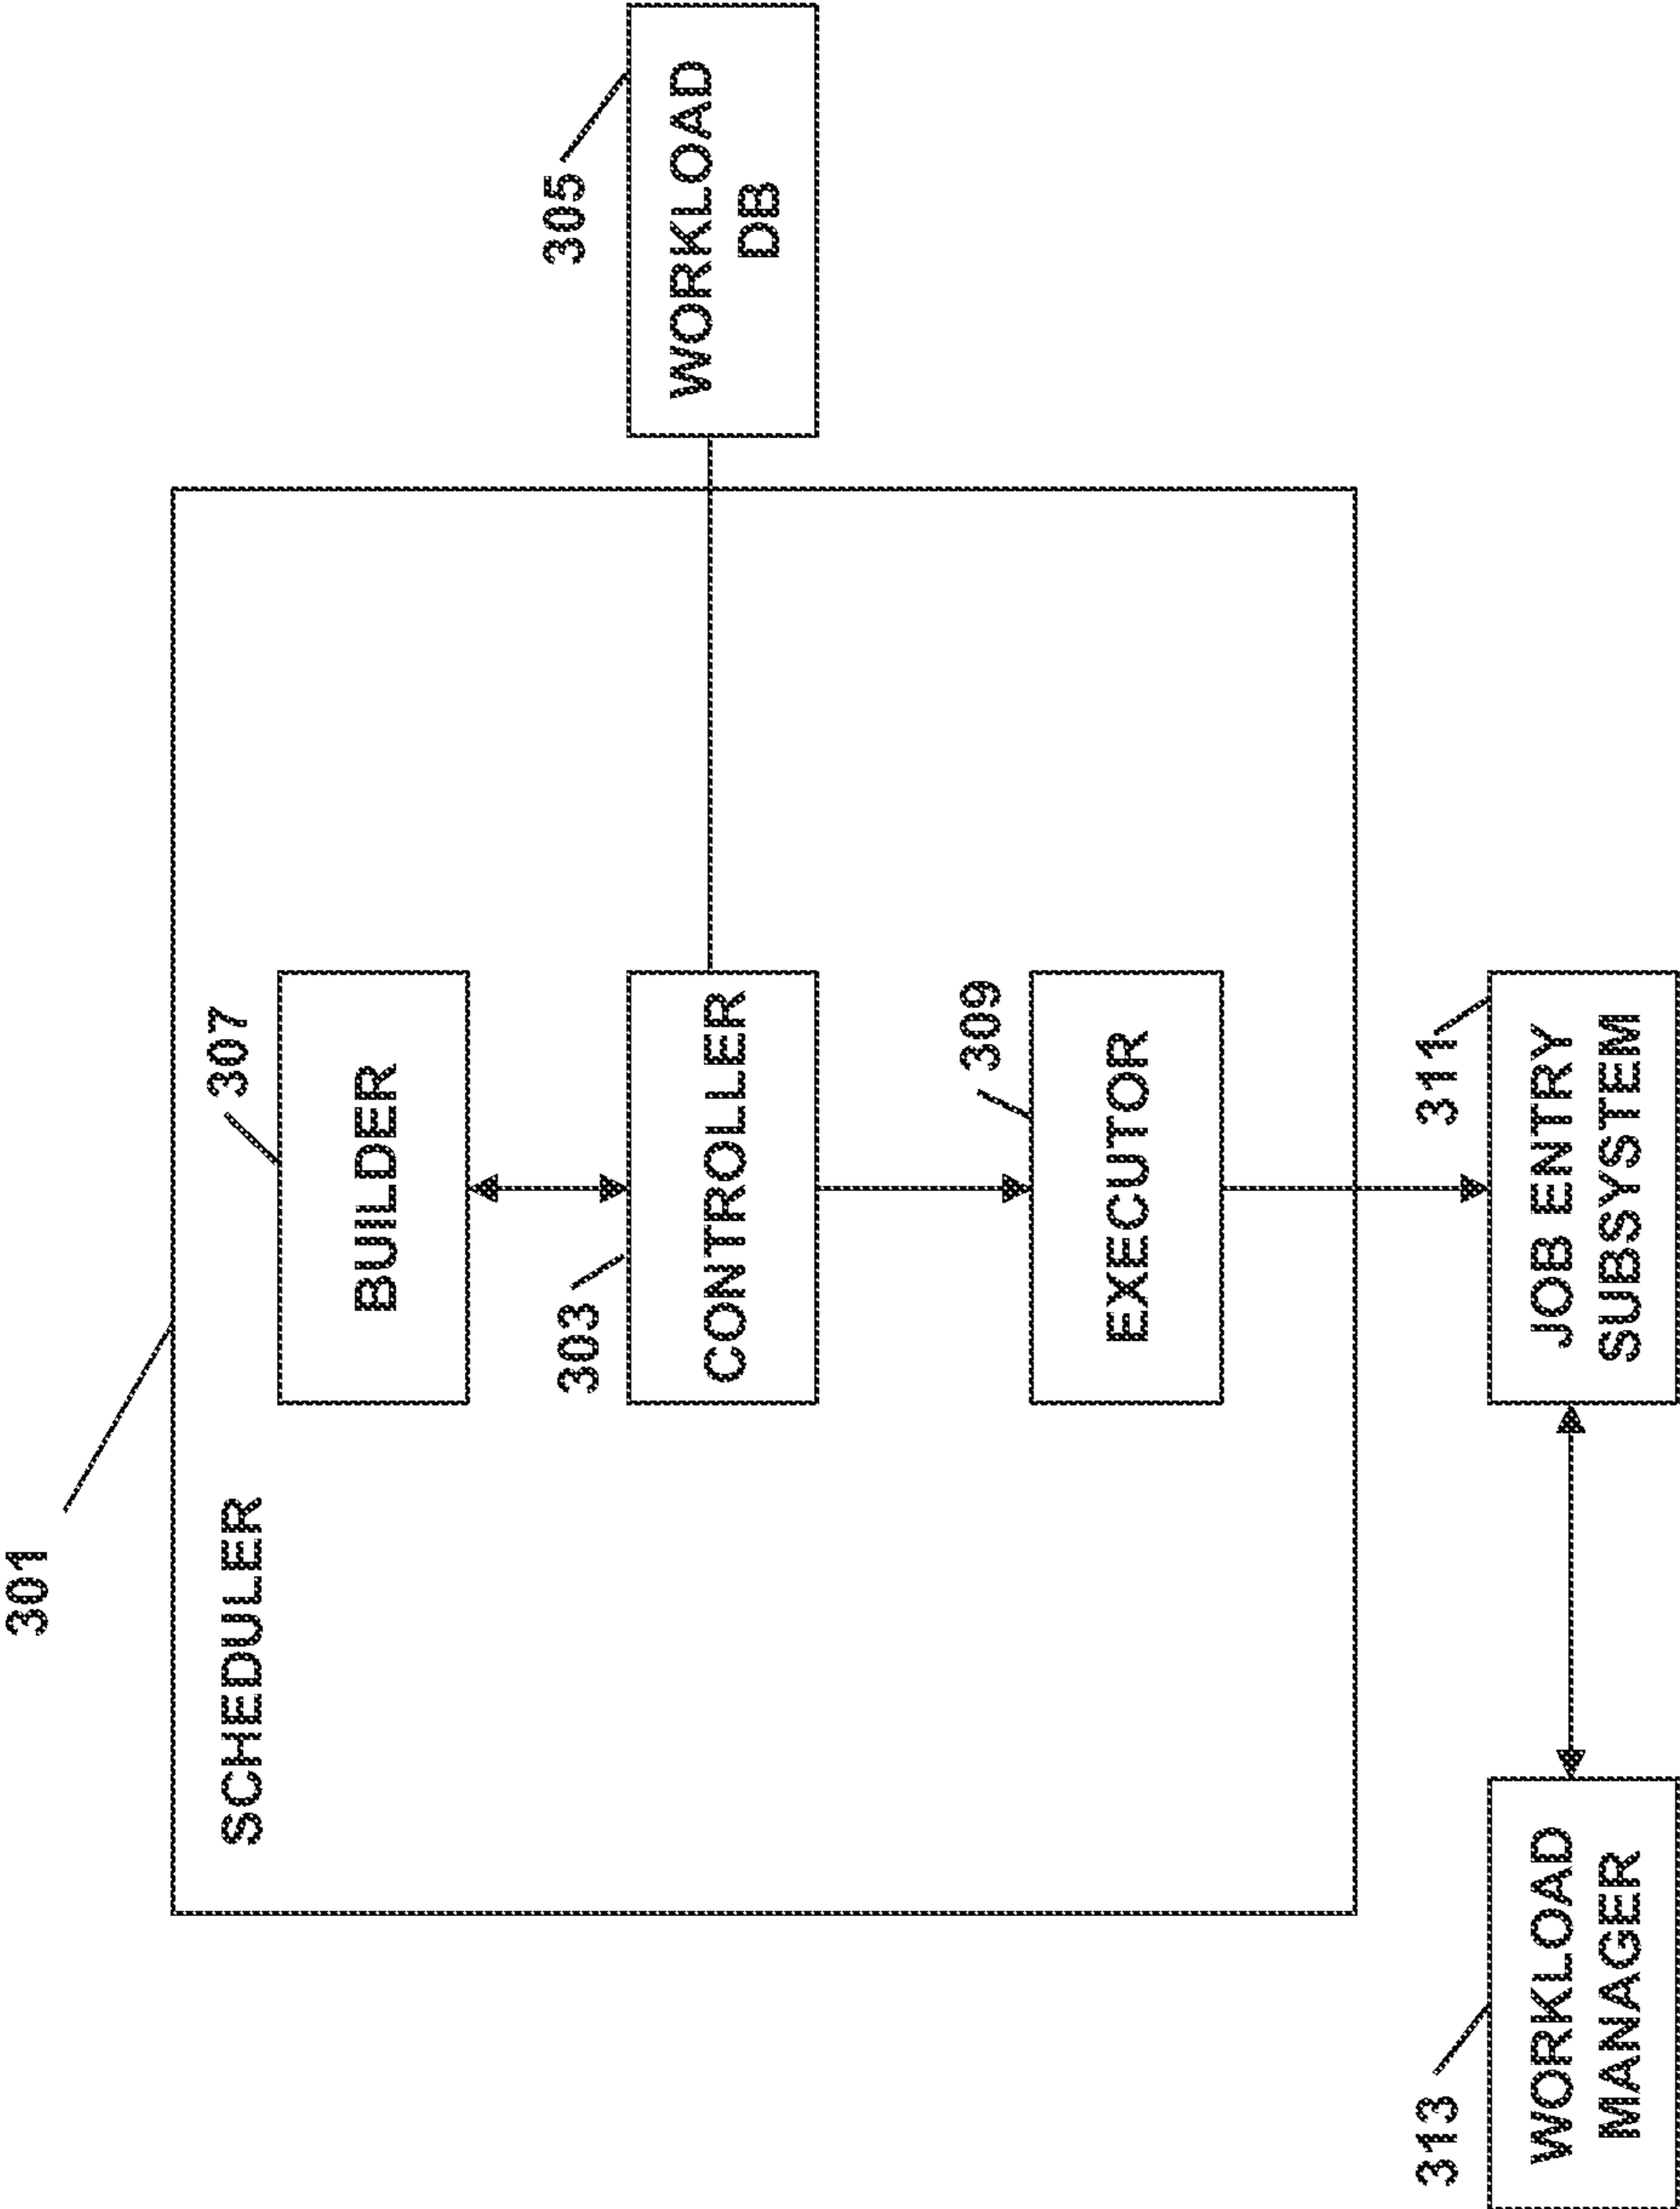 301
SCHEDULER
307
BUILDER
303
CONTROLLER
305
WORKLOAD
DB
309
EXECUTOR
313
WORKLOAD
MANAGER
311
JOB ENTRY
SUBSYSTEM